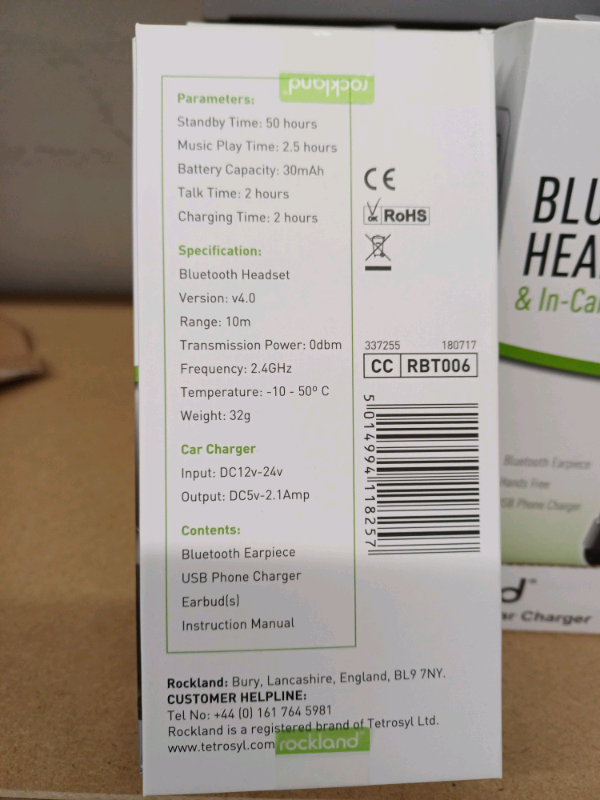 rockland
Parameters:
Standby Time: 50 hours
Music Play Time: 2.5 hours
Battery Capacity: 30mAh
Talk Time: 2 hours
Charging Time: 2 hours
Specification:
Bluetooth Headset
Version: v4.0
Range: 10m
Transmission Power: 0dbm
Frequency: 2.4GHz
Temperature: -10 - 50º C
Weight: 32g
Car Charger
Input: DC12v-24v
Output: DC5v-2.1Amp
Contents:
Bluetooth Earpiece
USB Phone Charger
Earbud(s)
Instruction Manual
CE
OK RoHS
337255 180717
CC RBT006
5014994118257
Rockland: Bury, Lancashire, England, BL9 7NY.
CUSTOMER HELPLINE:
Tel No: +44 (0) 161 764 5981
Rockland is a registered brand of Tetrosyl Ltd.
www.tetrosyl.com rockland
BLU
HEA
& In-Ca
Bluetooth Earpiece
Hands Free
USB Phone Charger
d™
ar Charger